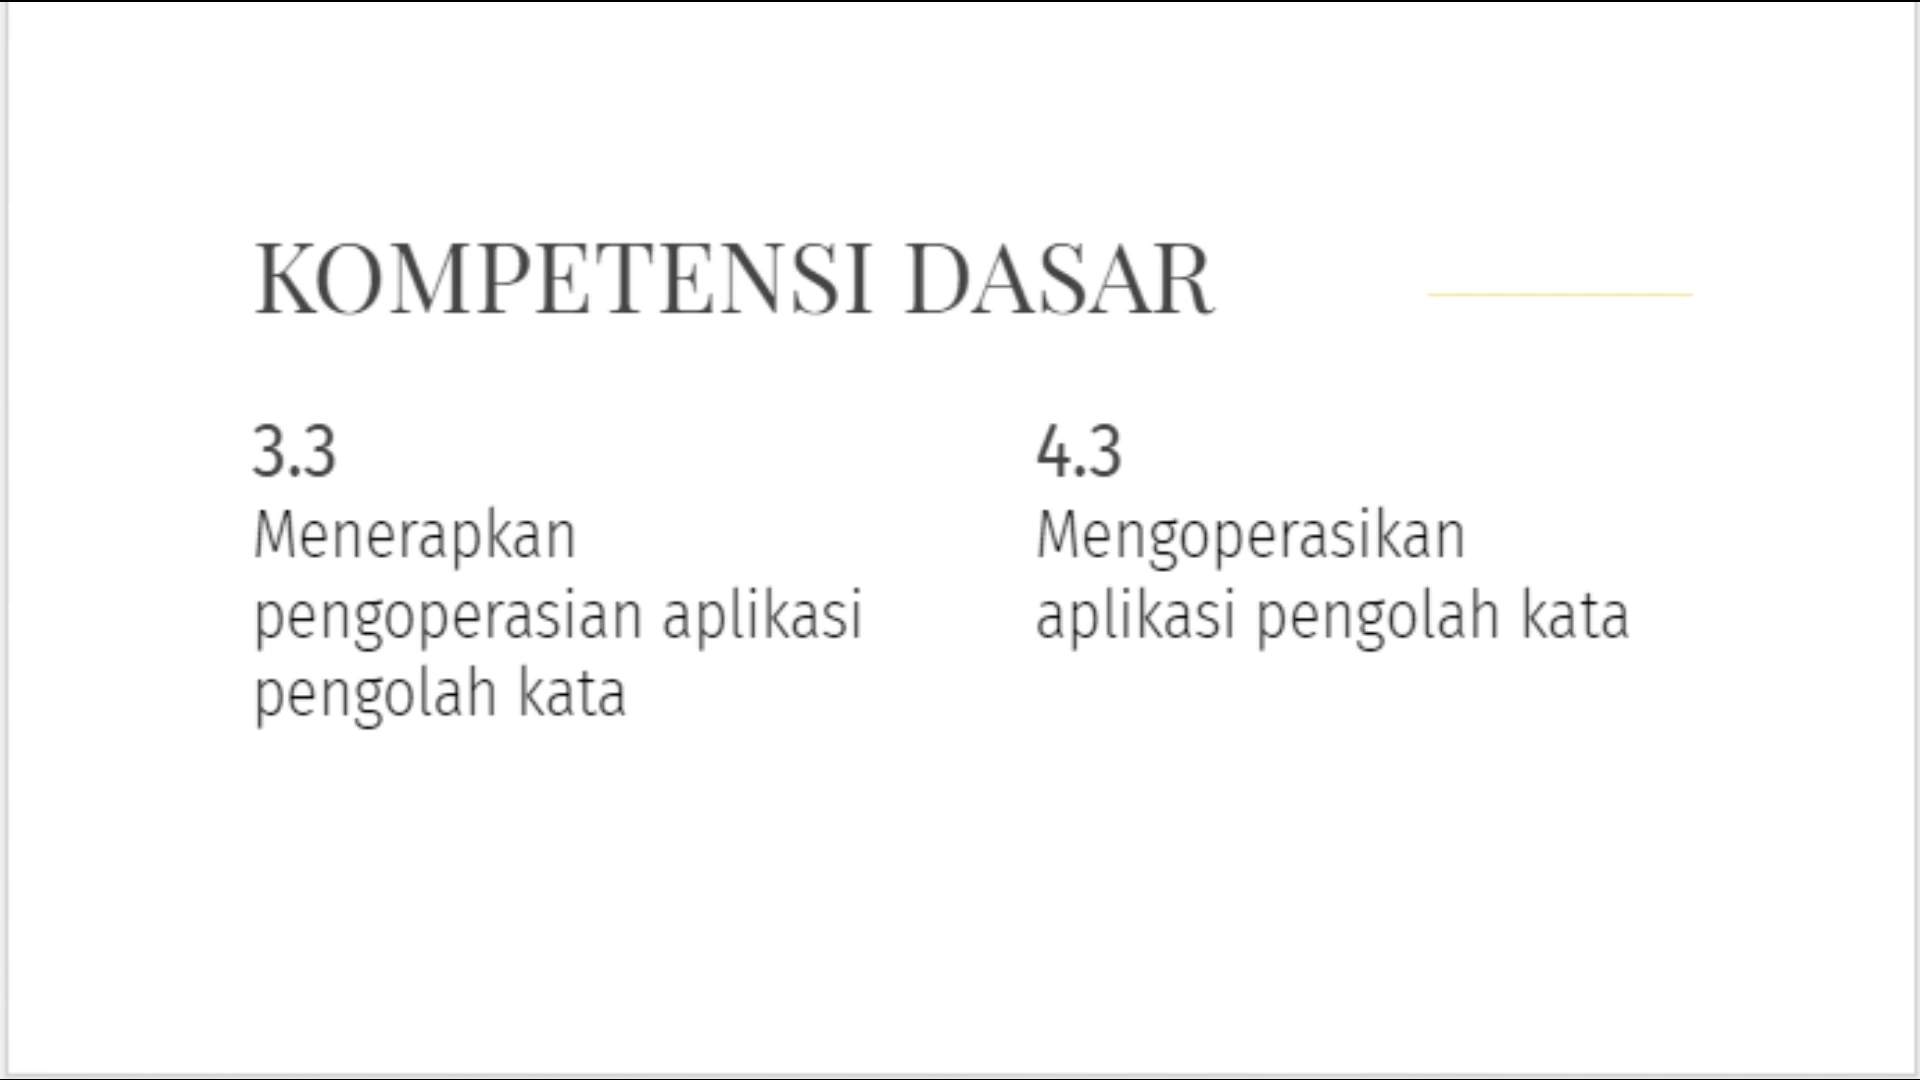 KOMPETENSI DASAR
3.3
Menerapkan
pengoperasian aplikasi
pengolah kata
4.3
Mengoperasikan
aplikasi pengolah kata